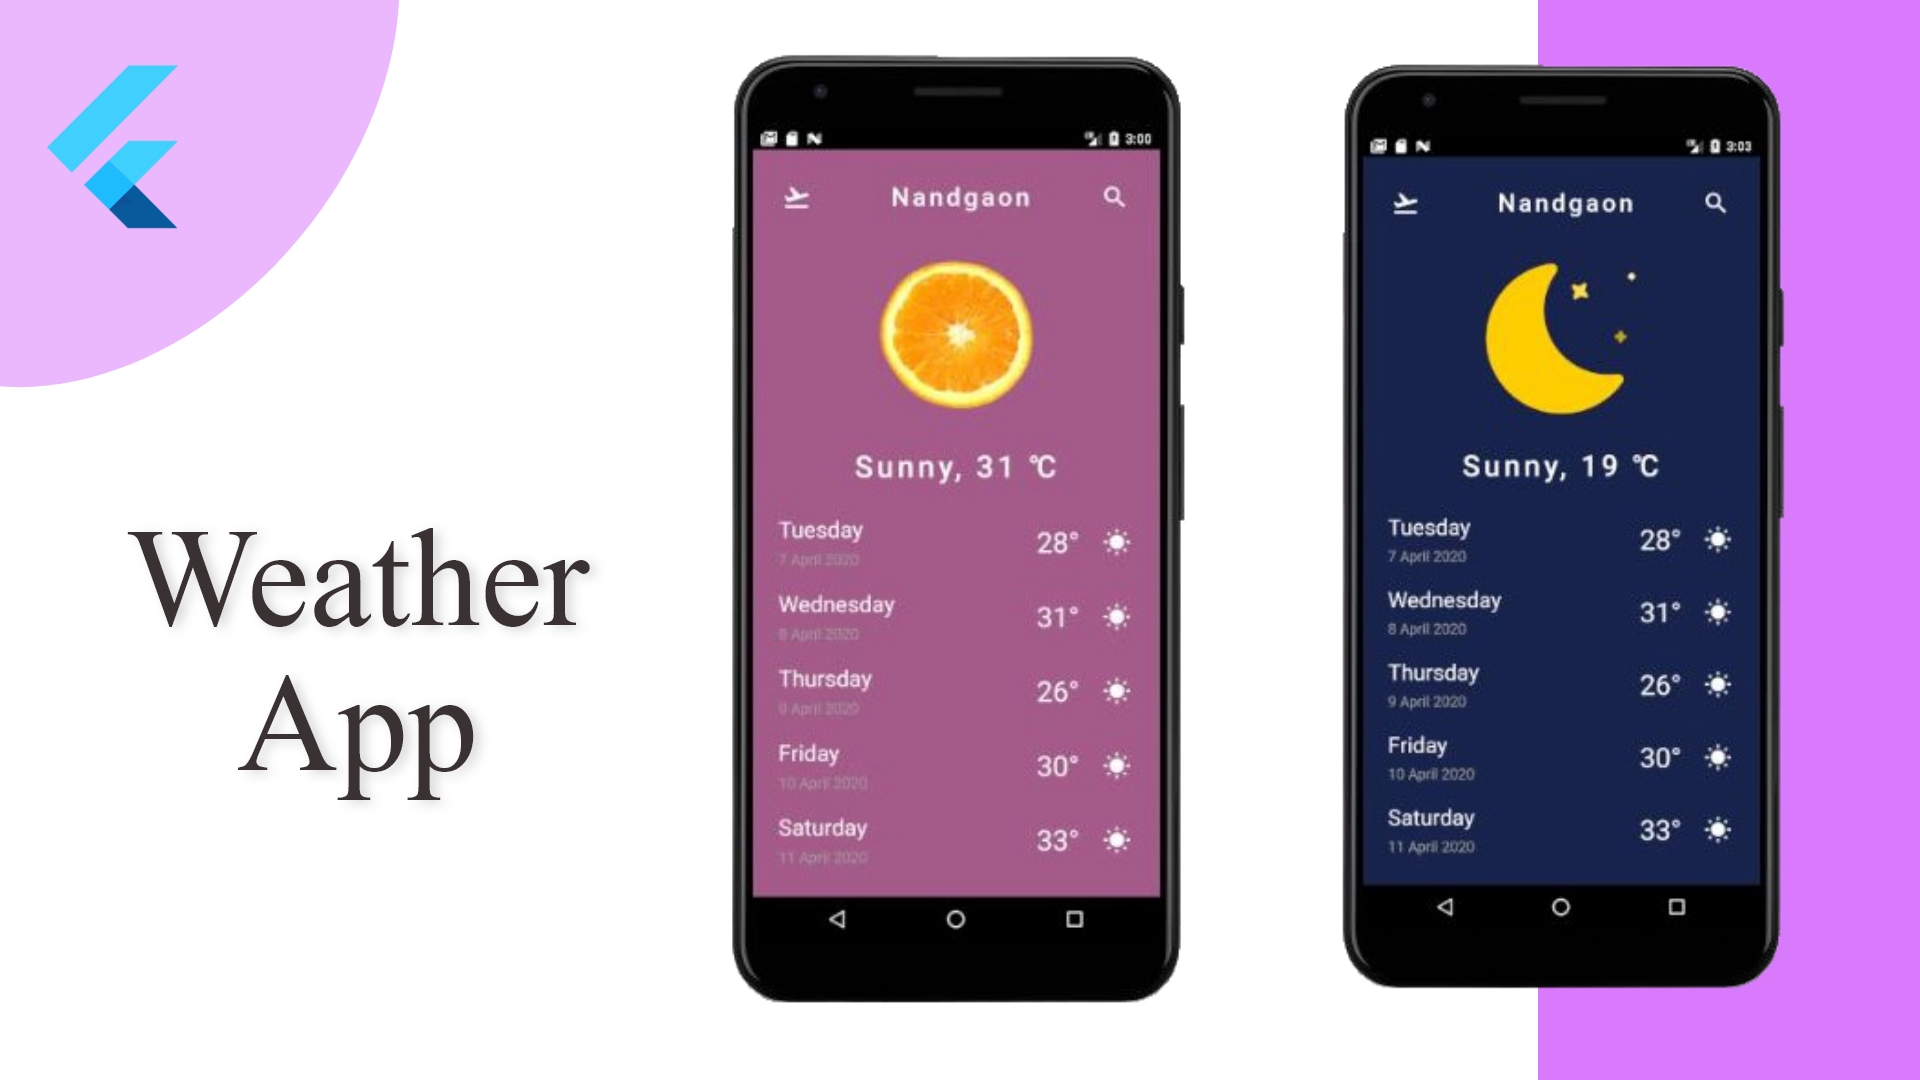 Weather
App
3:00
Nandgaon
Sunny, 31 ℃
Tuesday
28°
7 April 2020
Wednesday
31°
8 April 2020
Thursday
26°
9 April 2020
Friday
30°
10 April 2020
Saturday
33°
11 April 2020
3:03
Nandgaon
Sunny, 19 ℃
Tuesday
28°
7 April 2020
Wednesday
31°
8 April 2020
Thursday
26°
9 April 2020
Friday
30°
10 April 2020
Saturday
33°
11 April 2020